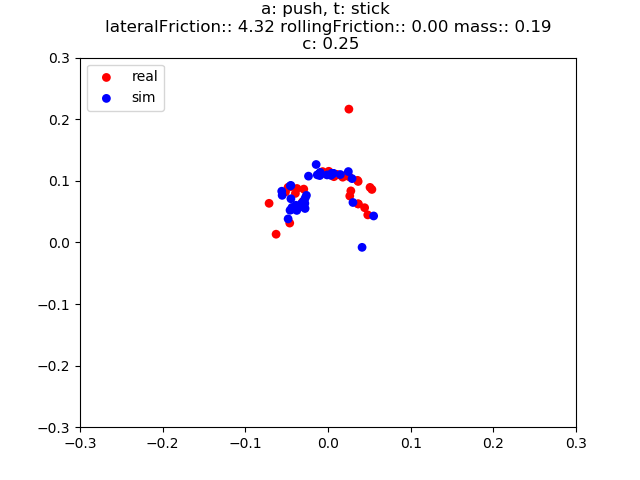 a: push, t: stick
lateralFriction:: 4.32 rollingFriction:: 0.00 mass:: 0.19
c: 0.25
real
sim
0.3
0.2
0.1
0.0
−0.1
−0.2
−0.3
−0.3
−0.2
−0.1
0.0
0.1
0.2
0.3